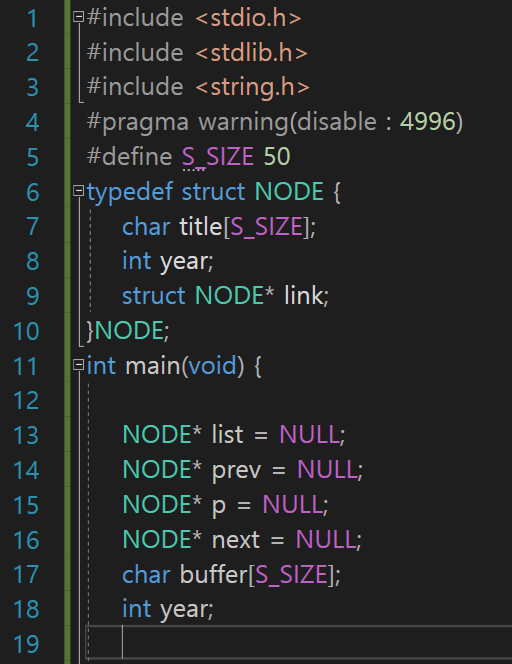 1 #include <stdio.h>
2 #include <stdlib.h>
3 #include <string.h>
4 #pragma warning(disable : 4996)
5 #define S_SIZE 50
6 typedef struct NODE {
7 char title[S_SIZE];
8 int year;
9 struct NODE* link;
10 }NODE;
11 int main(void) {
12
13 NODE* list = NULL;
14 NODE* prev = NULL;
15 NODE* p = NULL;
16 NODE* next = NULL;
17 char buffer[S_SIZE];
18 int year;
19